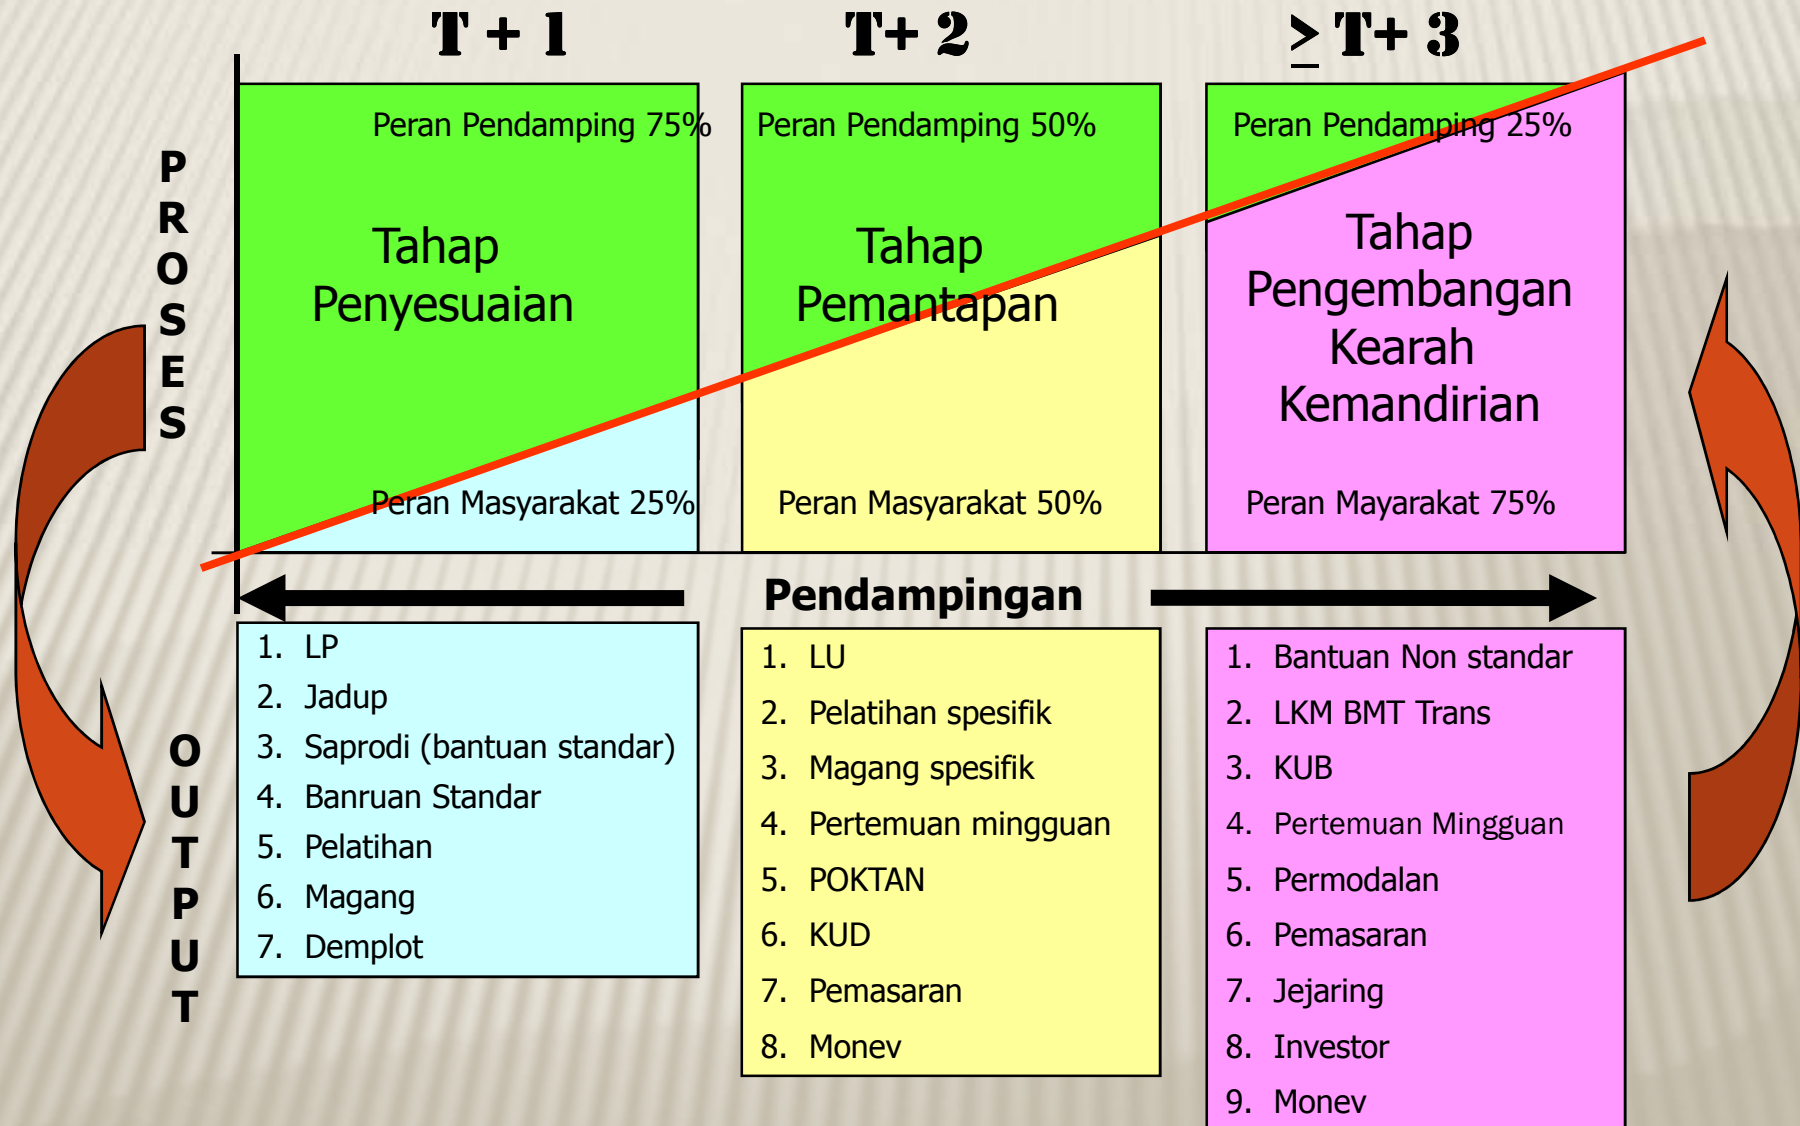 T + 1
T+ 2
≥ T+ 3
PROSES
Peran Pendamping 75%
Tahap
Penyesuaian
Peran Masyarakat 25%
Peran Pendamping 50%
Tahap
Pemantapan
Peran Masyarakat 50%
Peran Pendamping 25%
Tahap
Pengembangan
Kearah
Kemandirian
Peran Mayarakat 75%
Pendampingan
OUTPUT
1. LP
2. Jadup
3. Saprodi (bantuan standar)
4. Banruan Standar
5. Pelatihan
6. Magang
7. Demplot
1. LU
2. Pelatihan spesifik
3. Magang spesifik
4. Pertemuan mingguan
5. POKTAN
6. KUD
7. Pemasaran
8. Monev
1. Bantuan Non standar
2. LKM BMT Trans
3. KUB
4. Pertemuan Mingguan
5. Permodalan
6. Pemasaran
7. Jejaring
8. Investor
9. Monev